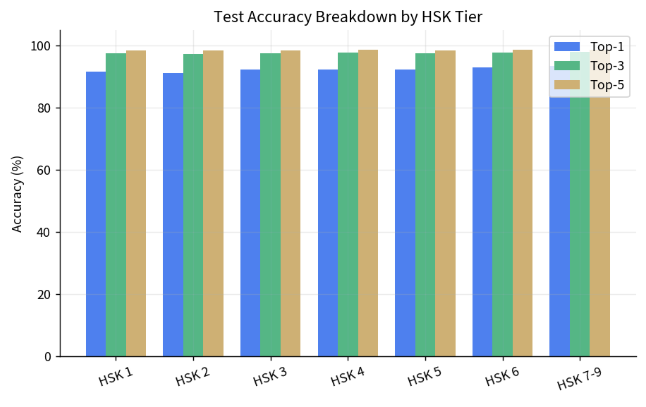 Test Accuracy Breakdown by HSK Tier
Top-1
Top-3
Top-5
Accuracy (%)
100
80
60
40
20
0
HSK 1
HSK 2
HSK 3
HSK 4
HSK 5
HSK 6
HSK 7-9